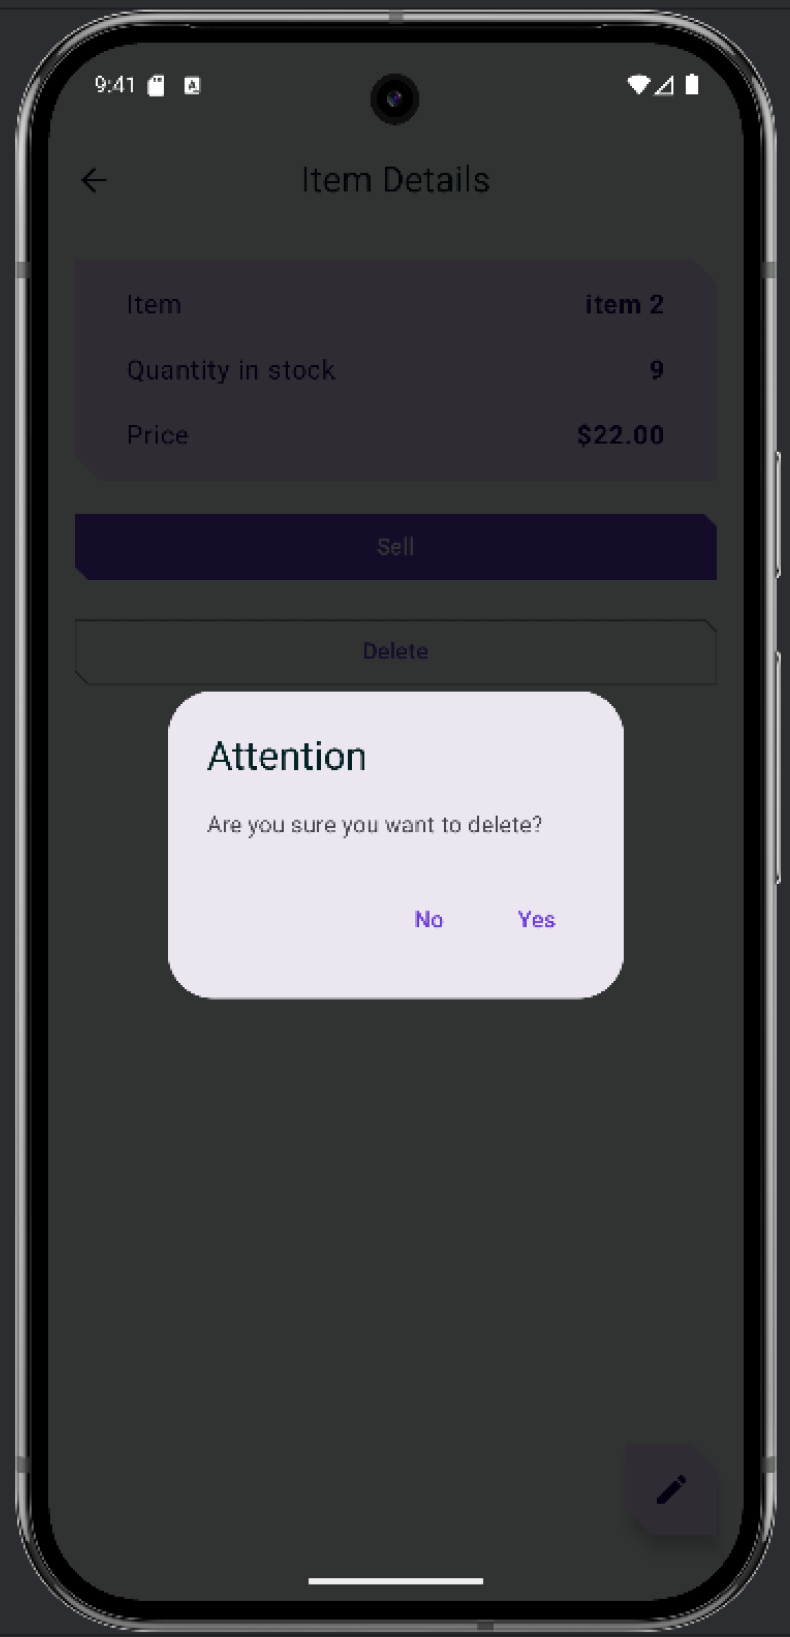 9:41
Item Details
Item item 2
Quantity in stock 9
Price $22.00
Sell
Delete
Attention
Are you sure you want to delete?
No Yes